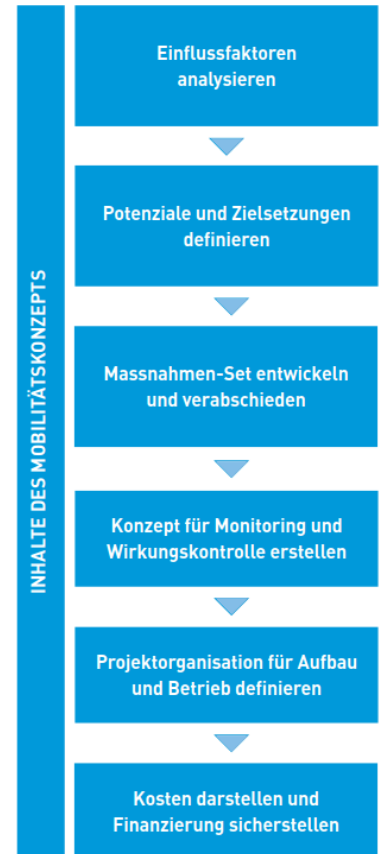 INHALTE DES MOBILITÄTSKONZEPTS
Einflussfaktoren
analysieren
Potenziale und Zielsetzungen
definieren
Massnahmen-Set entwickeln
und verabschieden
Konzept für Monitoring und
Wirkungskontrolle erstellen
Projektorganisation für Aufbau
und Betrieb definieren
Kosten darstellen und
Finanzierung sicherstellen